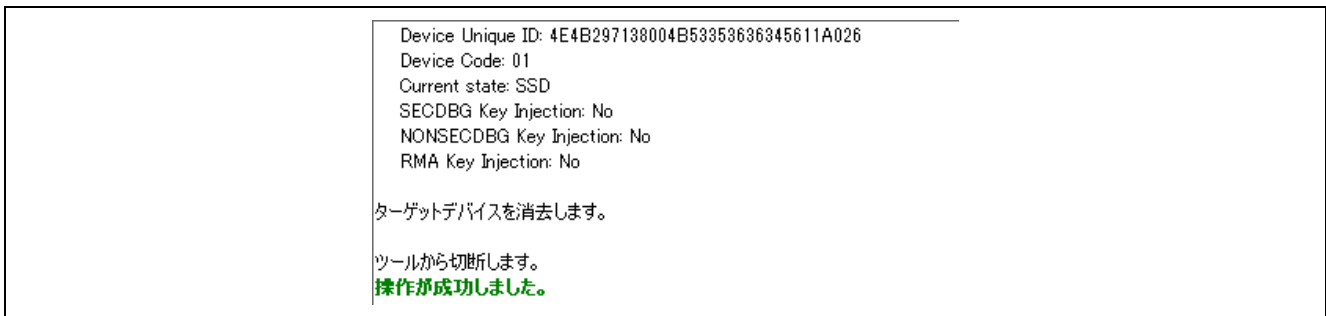 Device Unique ID: 4E4B297138004B53353636345611A026
Device Code: 01
Current state: SSD
SECDBG Key Injection: No
NONSECDBG Key Injection: No
RMA Key Injection: No
ターゲットデバイスを消去します。
ツールから切断します。
操作が成功しました。